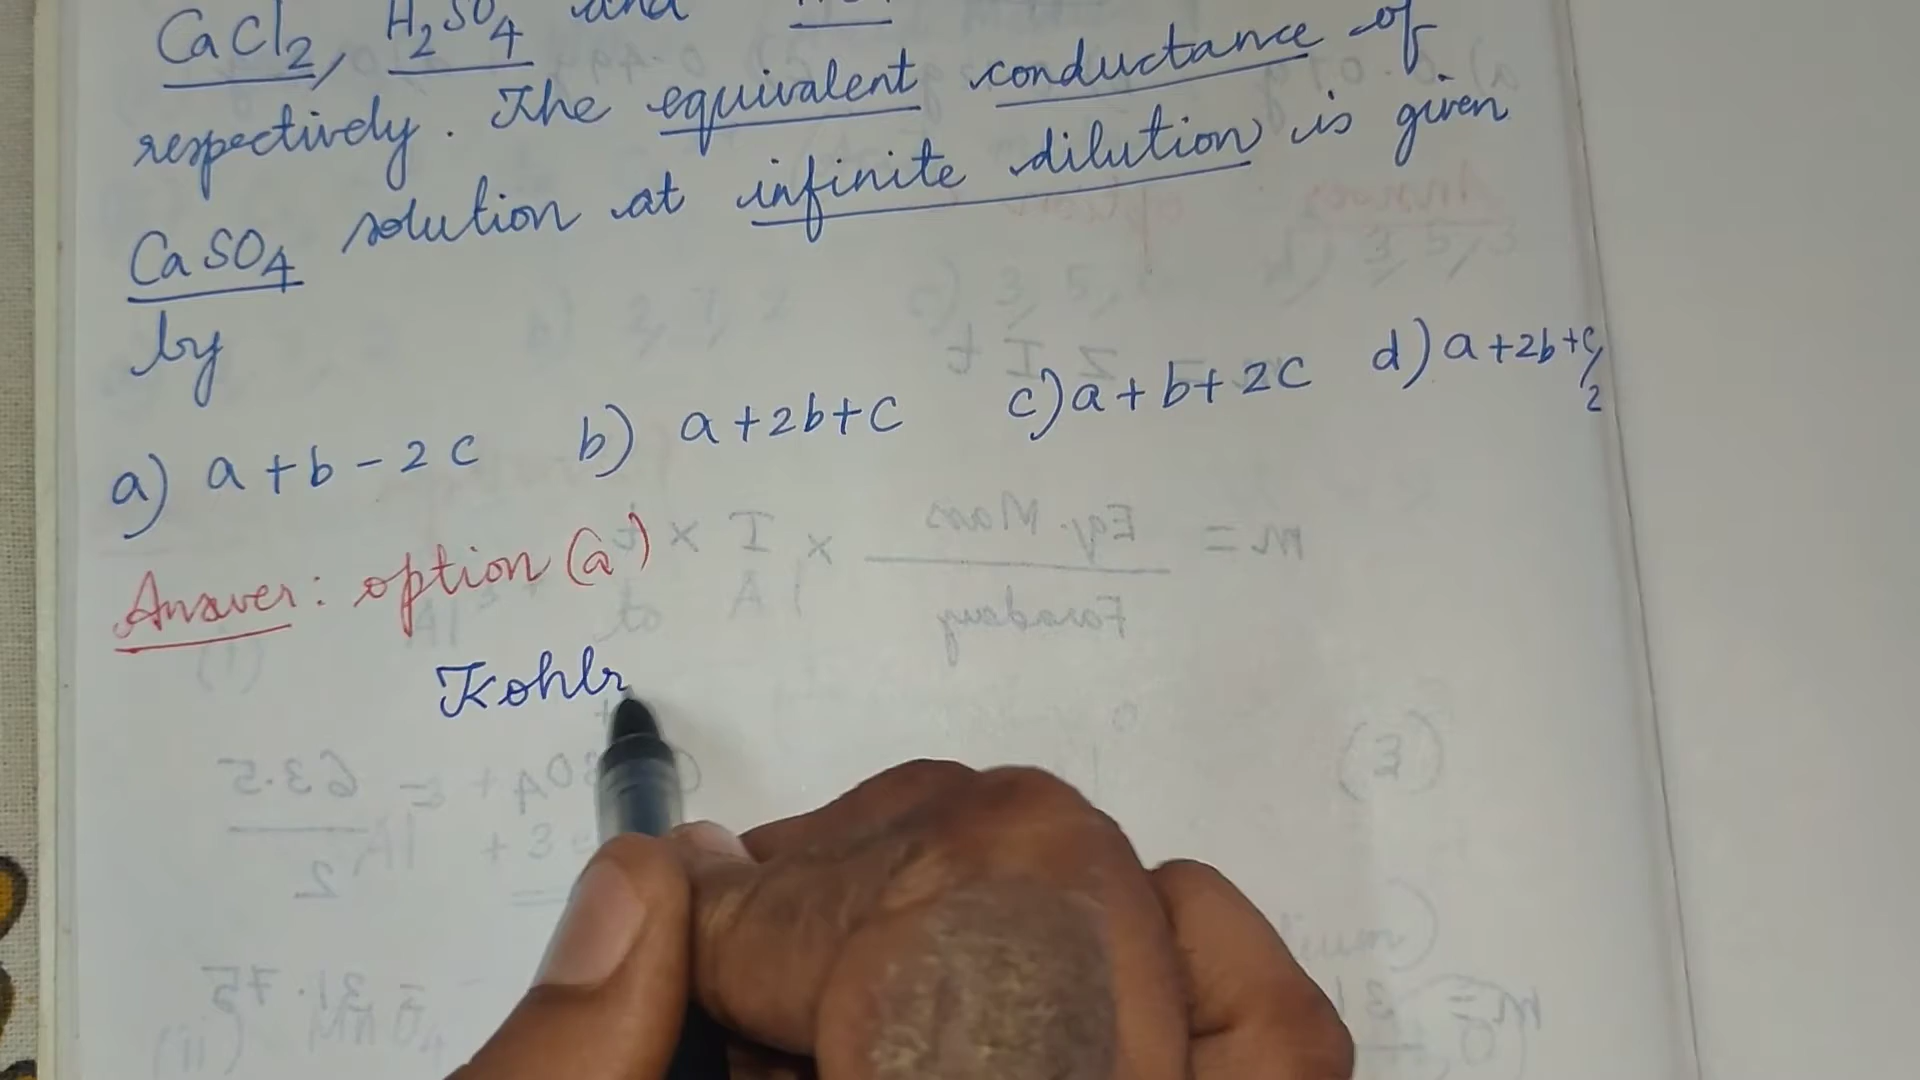 CaCl2, H2SO4 and
respectively. The equivalent conductance of
CaSO4 solution at infinite dilution is given
by
a) a + b - 2c b) a + 2b + c c) a + b + 2c d) a + 2b + c/2
Answer: option (a)
Kohlr